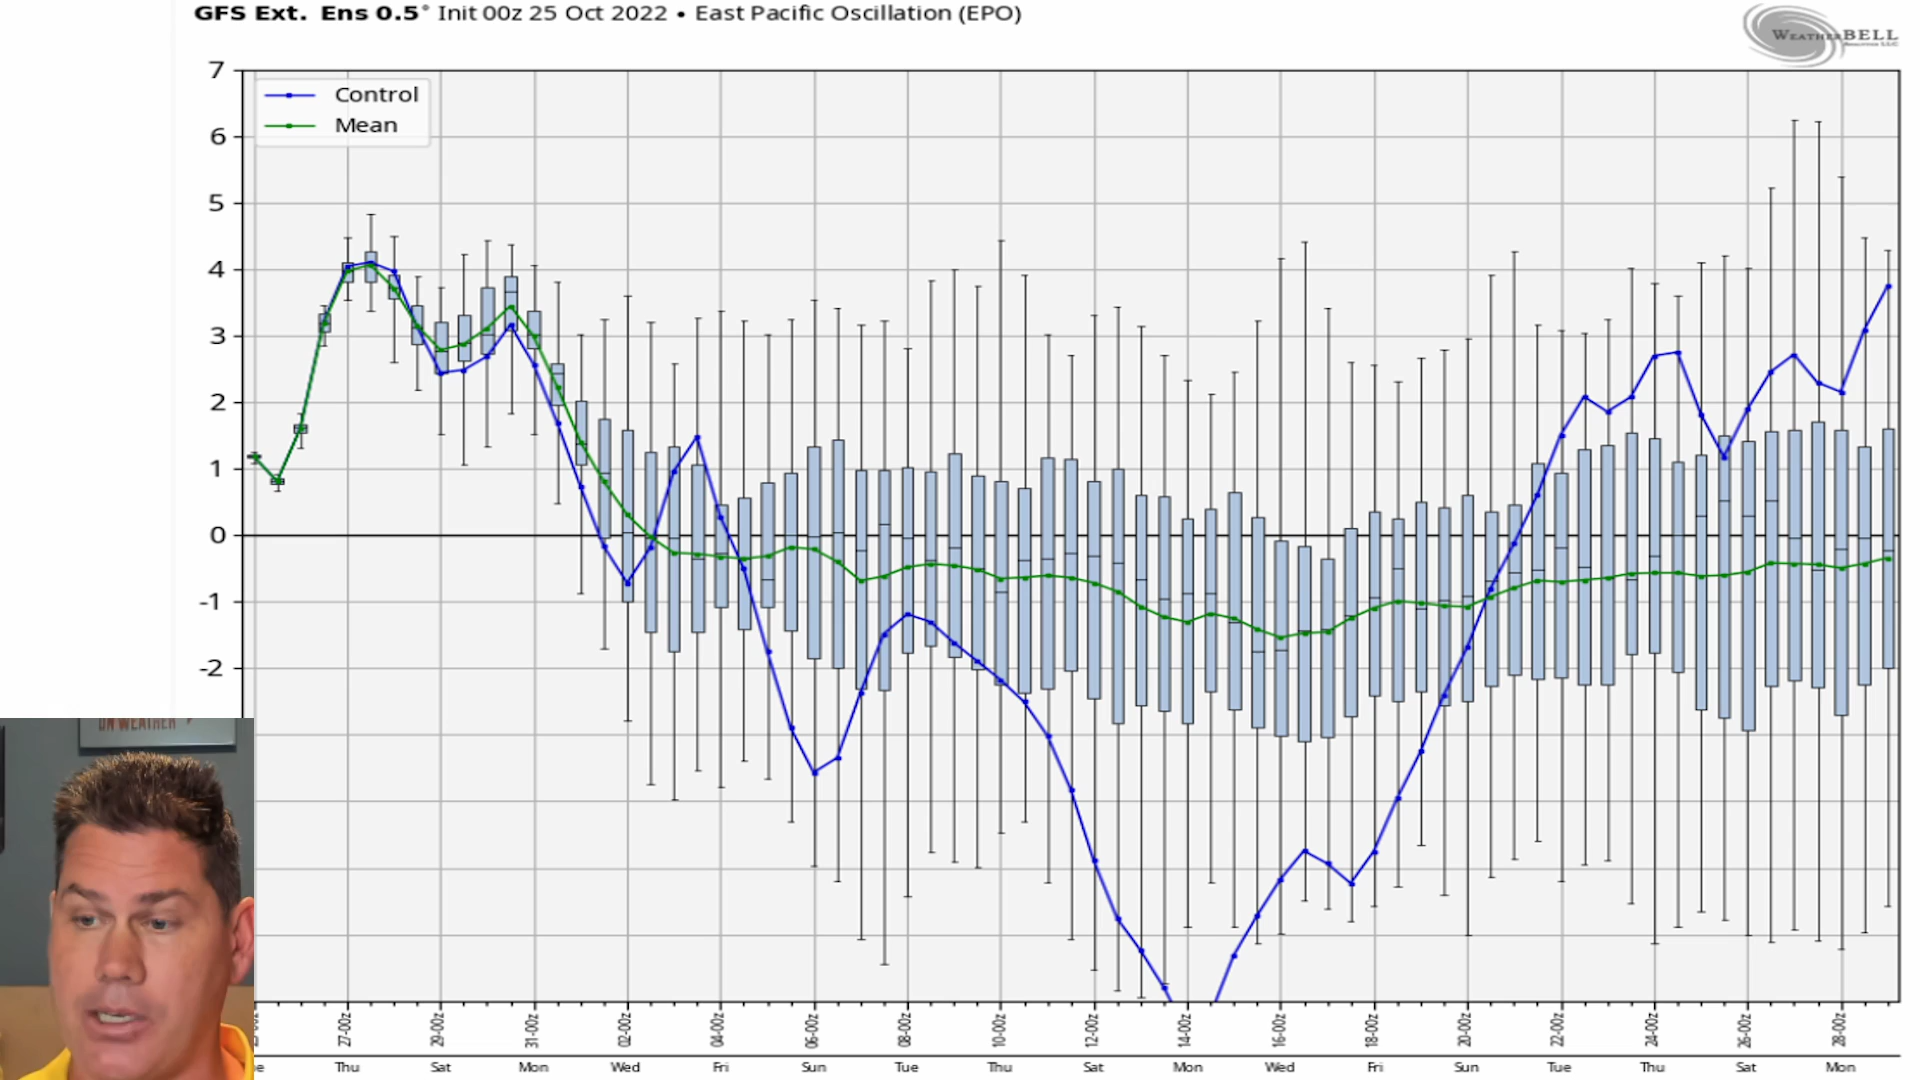 GFS Ext. Ens 0.5° Init 00z 25 Oct 2022 • East Pacific Oscillation (EPO)
WEATHERBELL
Control
Mean
7
6
5
4
3
2
1
0
-1
-2
ON WEATHER
27-00z
29-00z
31-00z
02-00z
04-00z
06-00z
08-00z
10-00z
12-00z
14-00z
16-00z
18-00z
20-00z
22-00z
24-00z
26-00z
28-00z
Thu
Sat
Mon
Wed
Fri
Sun
Tue
Thu
Sat
Mon
Wed
Fri
Sun
Tue
Thu
Sat
Mon